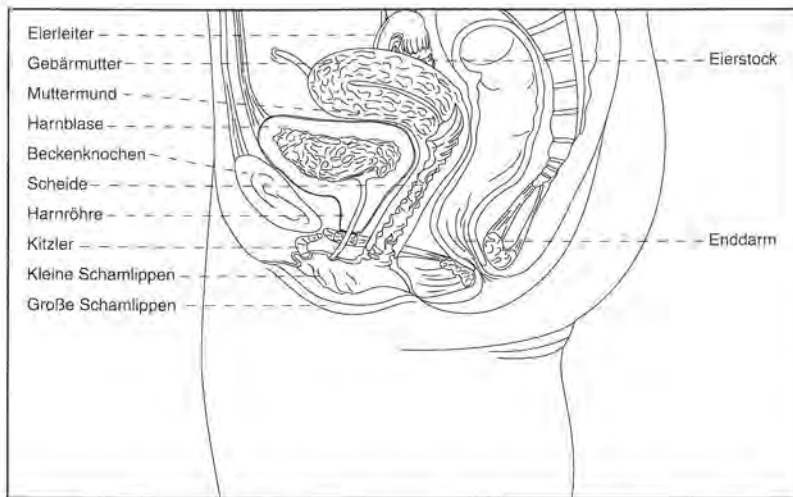 Eierleiter
Gebärmutter
Muttermund
Harnblase
Beckenknochen
Scheide
Harnröhre
Kitzler
Kleine Schamlippen
Große Schamlippen
Eierstock
Enddarm